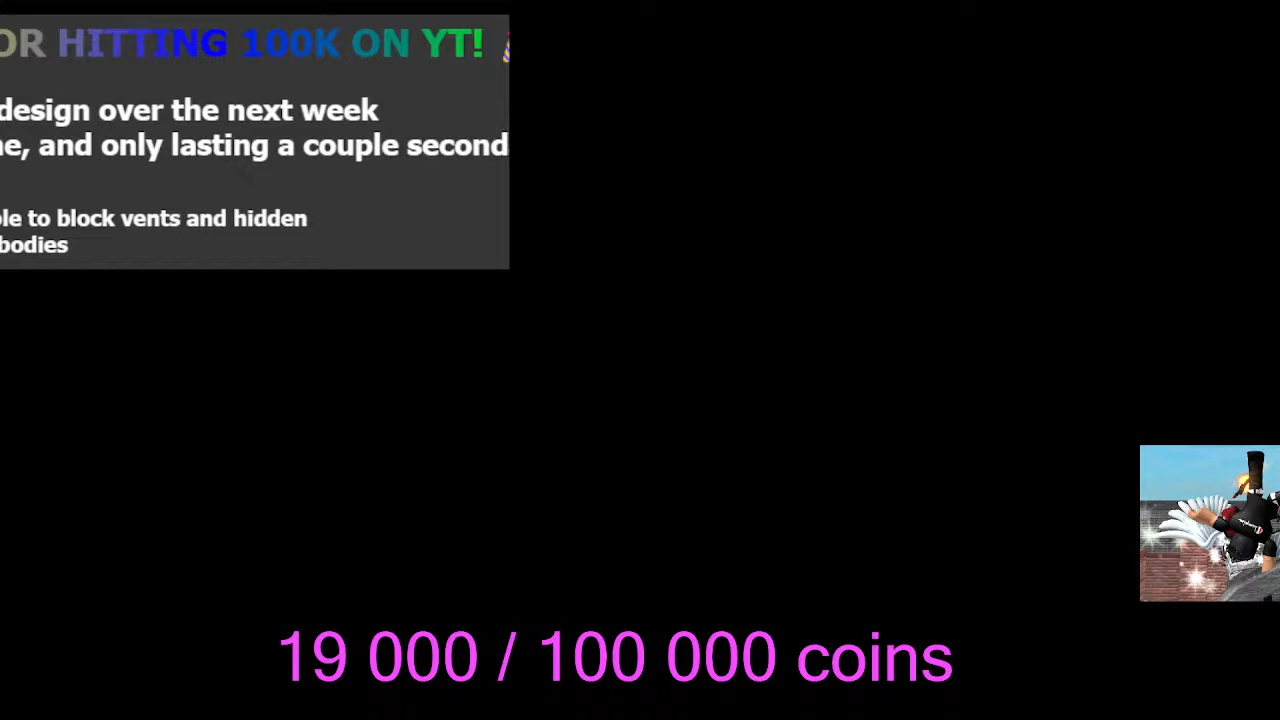 OR HITTING 100K ON YT!
design over the next week
e, and only lasting a couple second
le to block vents and hidden
bodies
19 000 / 100 000 coins